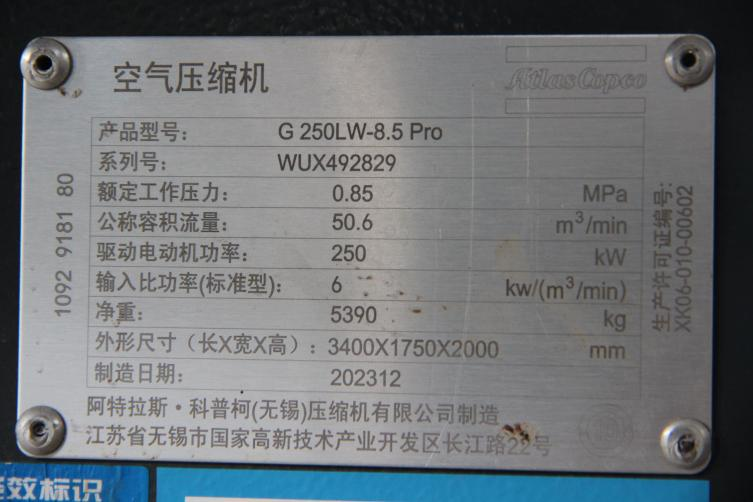 空气压缩机
Atlas Copco
产品型号： G 250LW-8.5 Pro
系列号： WUX492829
额定工作压力： 0.85 MPa
公称容积流量： 50.6 m³/min
驱动电动机功率： 250 kW
输入比功率(标准型)： 6 kw/(m³/min)
净重： 5390 kg
外形尺寸（长X宽X高）：3400X1750X2000 mm
制造日期： 202312
阿特拉斯·科普柯(无锡)压缩机有限公司制造
江苏省无锡市国家高新技术产业开发区长江路22号
1092 9181 80
生产许可证编号：
XK06-010-00602
效标识